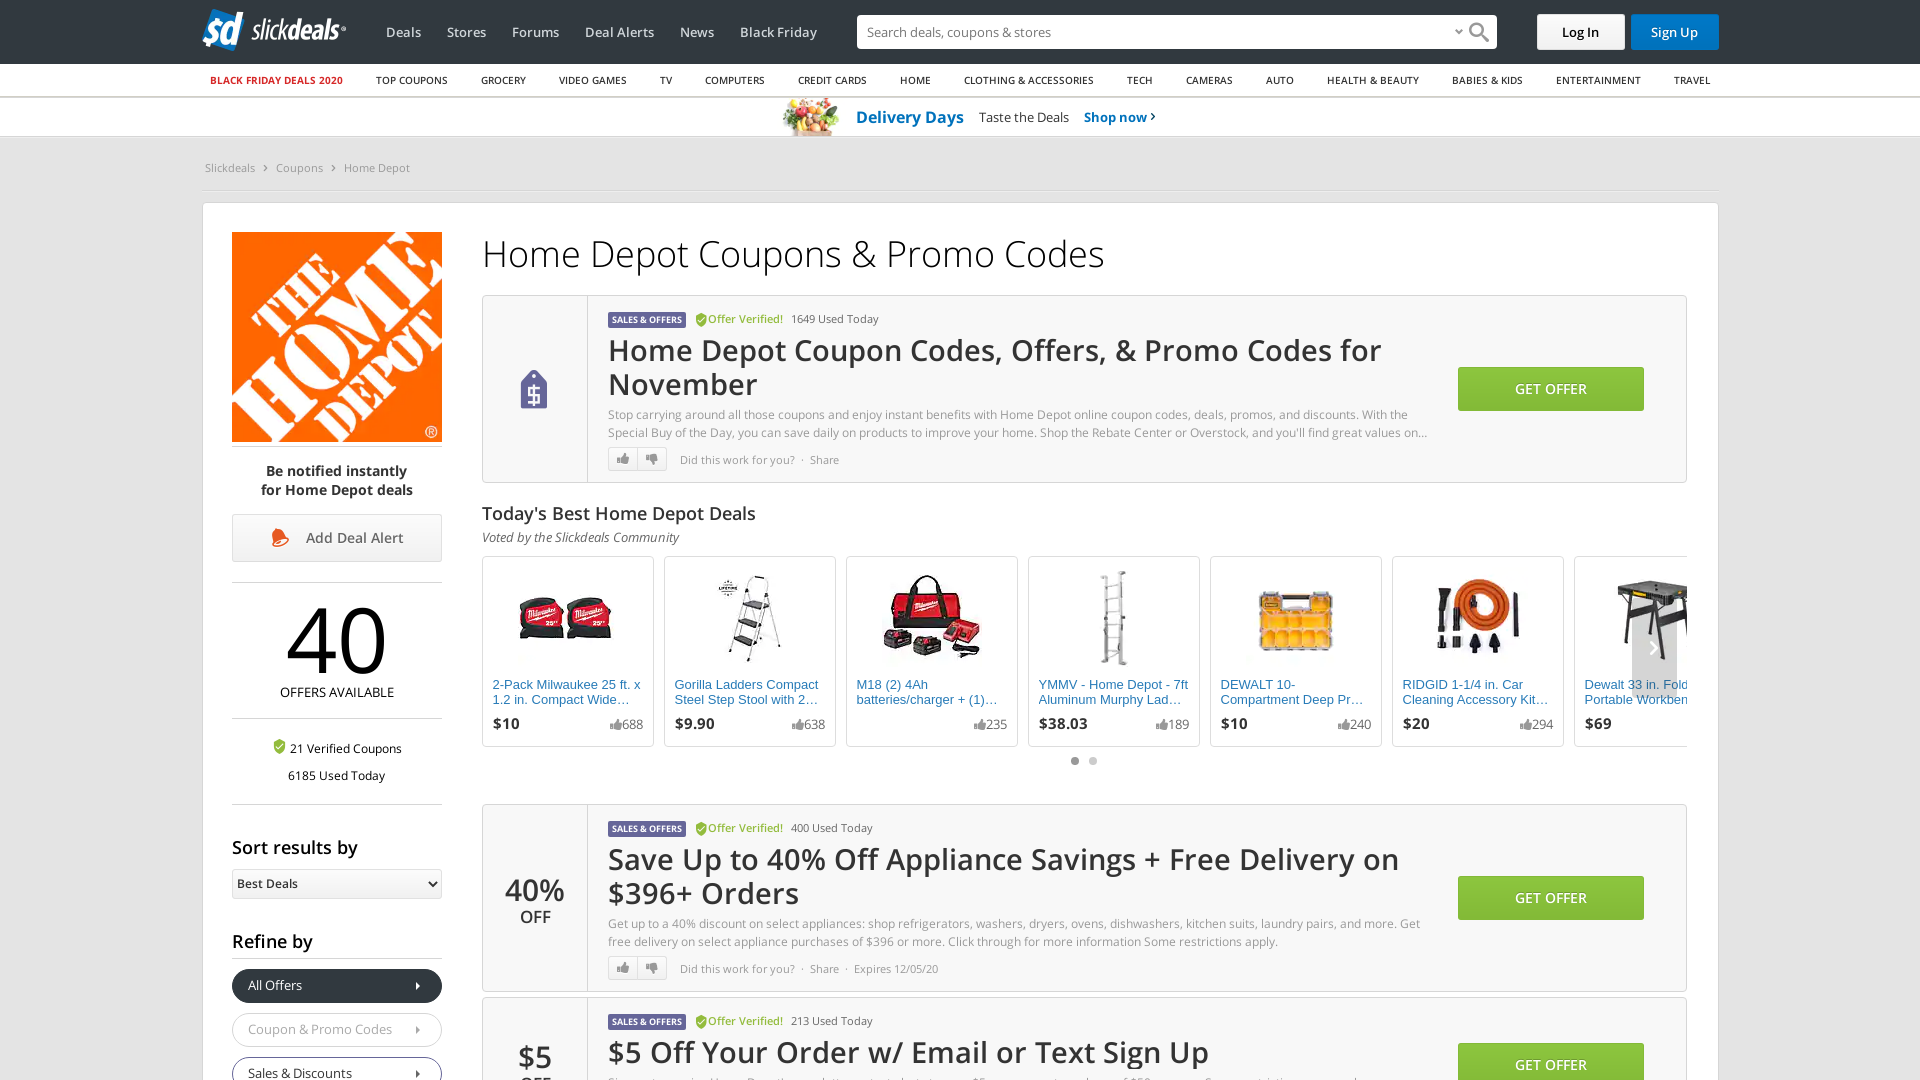 sd slickdeals®
Deals Stores Forums Deal Alerts News Black Friday
Search deals, coupons & stores
Log In Sign Up
BLACK FRIDAY DEALS 2020 TOP COUPONS GROCERY VIDEO GAMES TV COMPUTERS CREDIT CARDS HOME CLOTHING & ACCESSORIES TECH CAMERAS AUTO HEALTH & BEAUTY BABIES & KIDS ENTERTAINMENT TRAVEL
Delivery Days Taste the Deals Shop now
Slickdeals Coupons Home Depot
THE HOME DEPOT ®
Be notified instantly
for Home Depot deals
Add Deal Alert
40
OFFERS AVAILABLE
21 Verified Coupons
6185 Used Today
Sort results by
Best Deals
Refine by
All Offers
Coupon & Promo Codes
Sales & Discounts
Home Depot Coupons & Promo Codes
SALES & OFFERS Offer Verified! 1649 Used Today
Home Depot Coupon Codes, Offers, & Promo Codes for
November
Stop carrying around all those coupons and enjoy instant benefits with Home Depot online coupon codes, deals, promos, and discounts. With the
Special Buy of the Day, you can save daily on products to improve your home. Shop the Rebate Center or Overstock, and you'll find great values on...
Did this work for you? · Share
GET OFFER
Today's Best Home Depot Deals
Voted by the Slickdeals Community
2-Pack Milwaukee 25 ft. x
1.2 in. Compact Wide…
$10 688
Gorilla Ladders Compact
Steel Step Stool with 2…
$9.90 638
M18 (2) 4Ah
batteries/charger + (1)…
235
YMMV - Home Depot - 7ft
Aluminum Murphy Lad…
$38.03 189
DEWALT 10-
Compartment Deep Pr…
$10 240
RIDGID 1-1/4 in. Car
Cleaning Accessory Kit…
$20 294
Dewalt 33 in. Fold
Portable Workben
$69
40%
OFF
SALES & OFFERS Offer Verified! 400 Used Today
Save Up to 40% Off Appliance Savings + Free Delivery on
$396+ Orders
Get up to a 40% discount on select appliances: shop refrigerators, washers, dryers, ovens, dishwashers, kitchen suits, laundry pairs, and more. Get
free delivery on select appliance purchases of $396 or more. Click through for more information Some restrictions apply.
Did this work for you? · Share · Expires 12/05/20
GET OFFER
$5
SALES & OFFERS Offer Verified! 213 Used Today
$5 Off Your Order w/ Email or Text Sign Up
GET OFFER